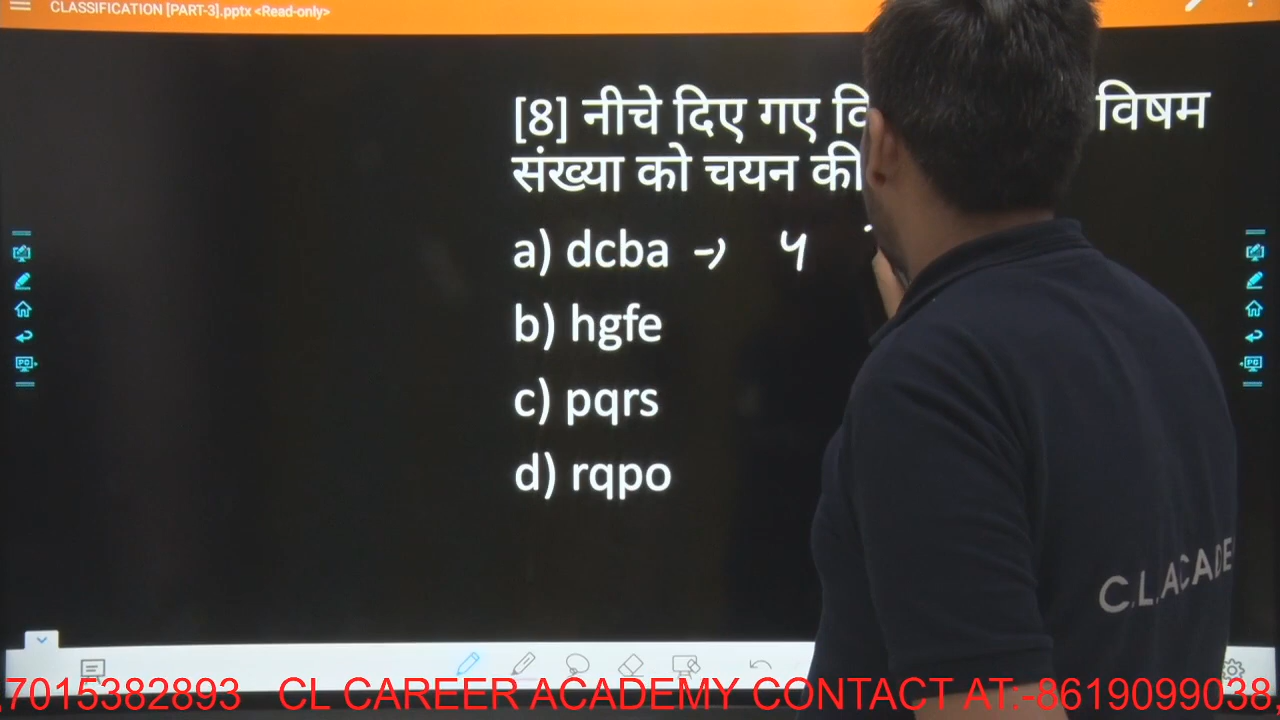 CLASSIFICATION [PART-3].pptx <Read-only>
[8] नीचे दिए गए विषम
संख्या को चयन की
a) dcba → 4
b) hgfe
c) pqrs
d) rqpo
C.L.ACADE
7015382893 CL CAREER ACADEMY CONTACT AT:-8619099038,